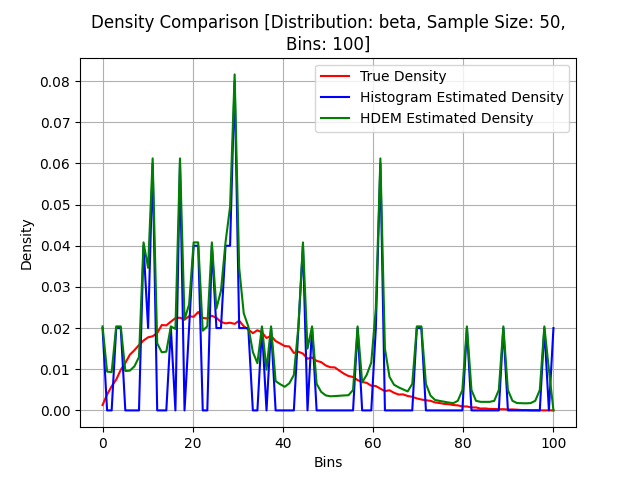 Density Comparison [Distribution: beta, Sample Size: 50,
Bins: 100]
True Density
Histogram Estimated Density
HDEM Estimated Density
Density
0.08
0.07
0.06
0.05
0.04
0.03
0.02
0.01
0.00
0 20 40 60 80 100
Bins